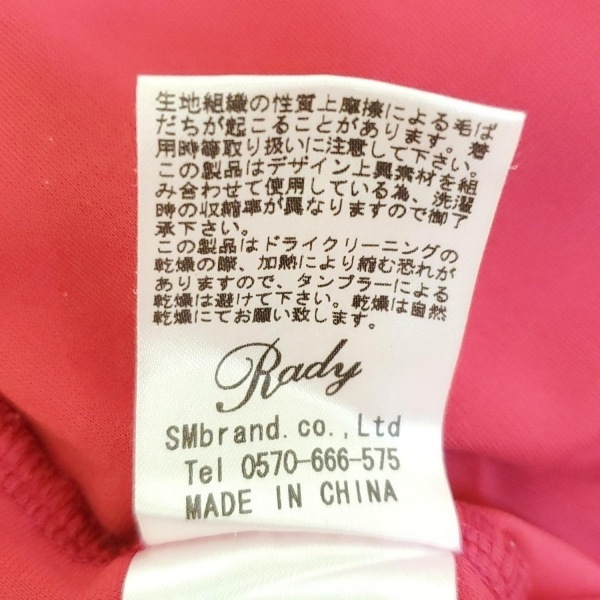 生地組織の性質上摩擦による毛ば
だちが起こることがあります。着
用時等取り扱いに注意して下さい。
この製品はデザイン上異素材を組
み合わせて使用している為、洗濯
時の収縮率が異なりますので御了
承下さい。
この製品はドライクリーニングの
乾燥の際、加熱により縮む恐れが
ありますので、タンブラーによる
乾燥は避けて下さい。乾燥は自然
乾燥にてお願い致します。
Rady
SMbrand.co.,Ltd
Tel 0570-666-575
MADE IN CHINA